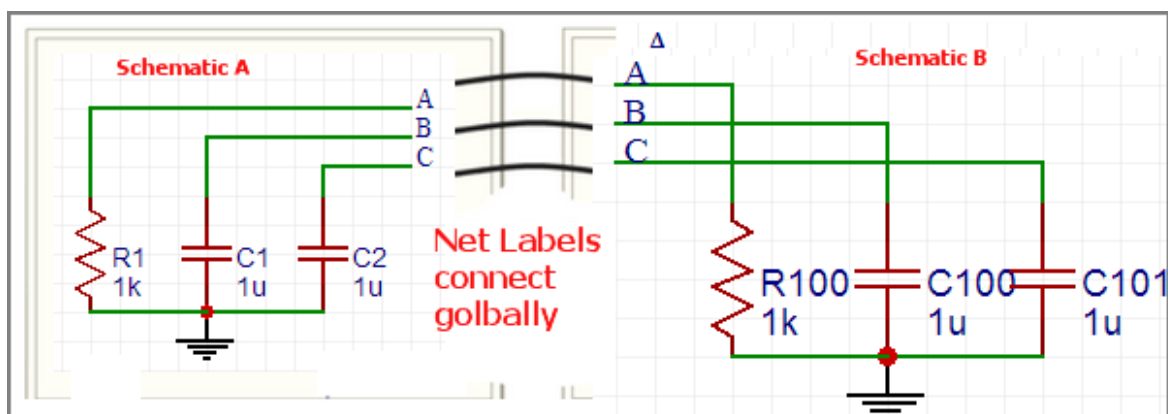 Schematic A
A
B
C
R1
1k
C1
1u
C2
1u
Net Labels
connect
golbally
Δ
Schematic B
A
B
C
R100
1k
C100
1u
C101
1u